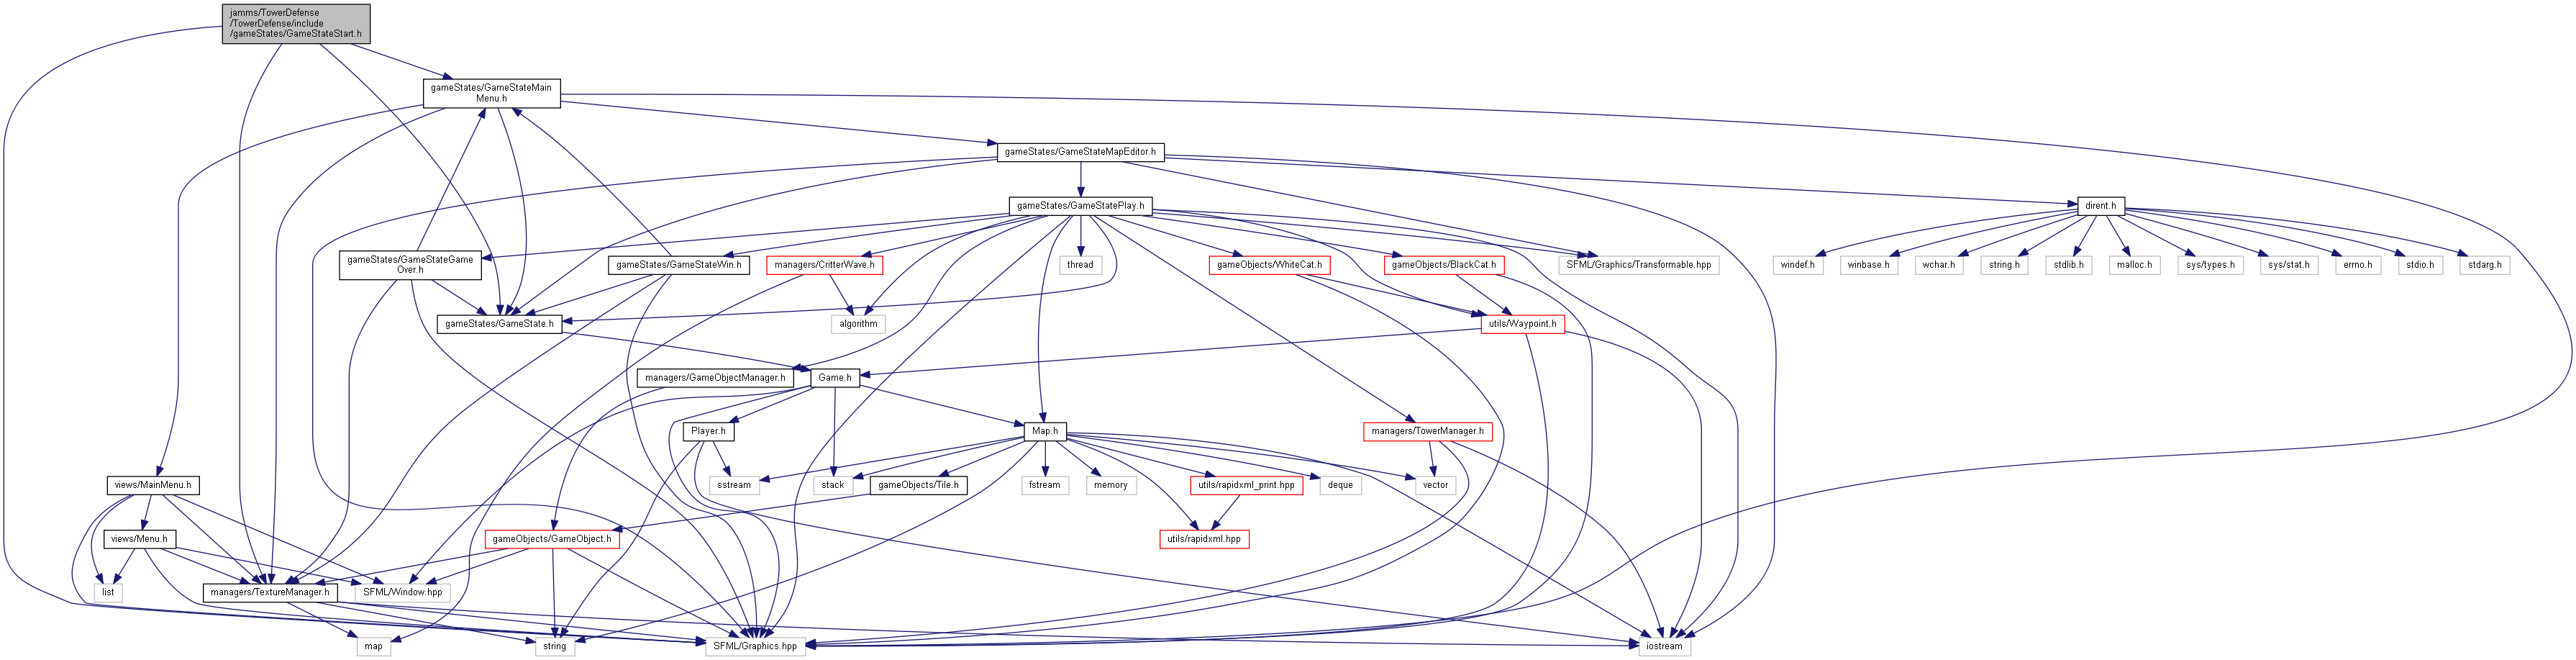 jamms/TowerDefense
/TowerDefense/include
/gameStates/GameStateStart.h
gameStates/GameStateMain
Menu.h
gameStates/GameStateMapEditor.h
gameStates/GameStatePlay.h
dirent.h
gameStates/GameStateGame
Over.h
gameStates/GameStateWin.h
managers/CritterWave.h
thread
gameObjects/WhiteCat.h
gameObjects/BlackCat.h
SFML/Graphics/Transformable.hpp
windef.h
winbase.h
wchar.h
string.h
stdlib.h
malloc.h
sys/types.h
sys/stat.h
errno.h
stdio.h
stdarg.h
gameStates/GameState.h
algorithm
utils/Waypoint.h
managers/GameObjectManager.h
Game.h
Player.h
Map.h
managers/TowerManager.h
views/MainMenu.h
sstream
stack
gameObjects/Tile.h
fstream
memory
utils/rapidxml_print.hpp
deque
vector
views/Menu.h
gameObjects/GameObject.h
utils/rapidxml.hpp
list
managers/TextureManager.h
SFML/Window.hpp
map
string
SFML/Graphics.hpp
iostream